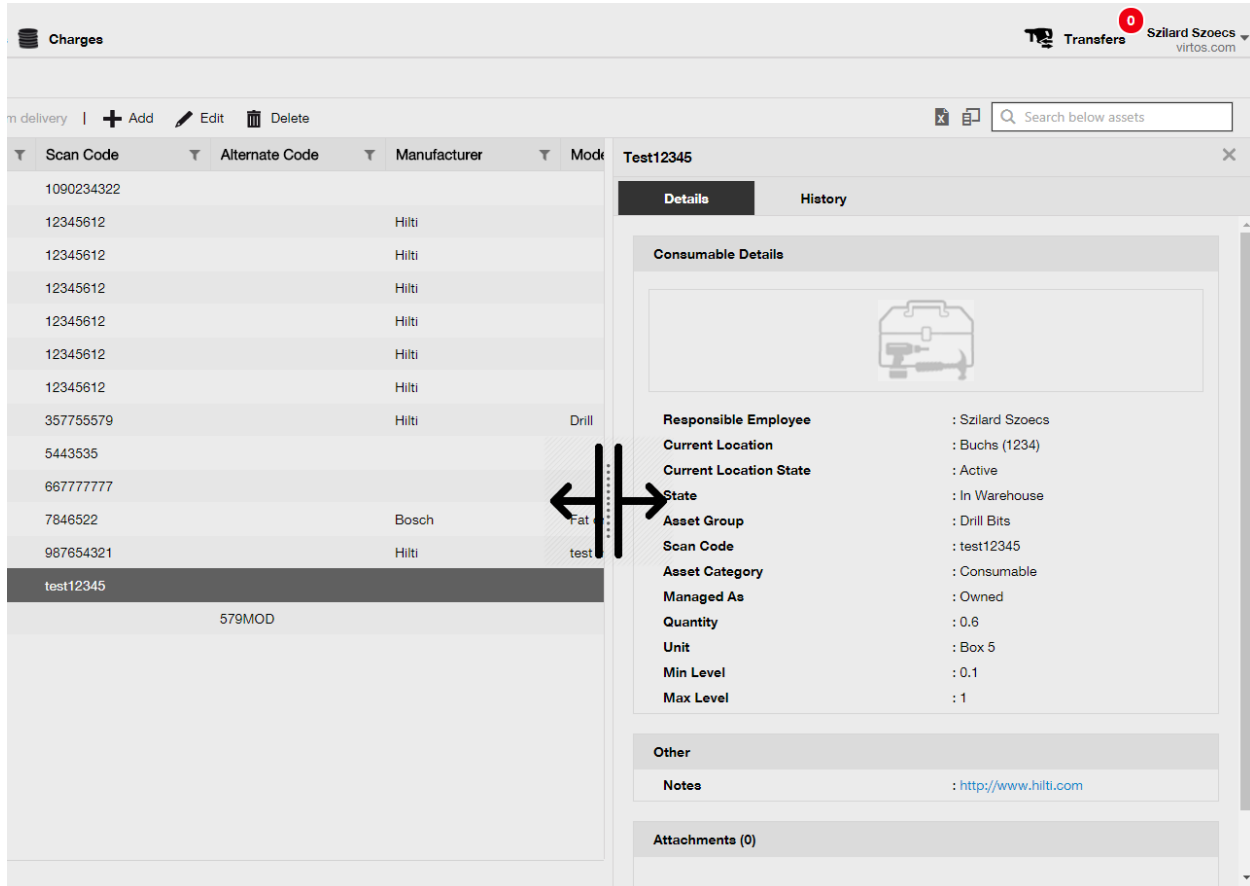 Charges
Transfers
0
Szilard Szoecs
virtos.com
m delivery | Add Edit Delete
Search below assets
Scan Code Alternate Code Manufacturer Mode
1090234322
12345612 Hilti
12345612 Hilti
12345612 Hilti
12345612 Hilti
12345612 Hilti
12345612 Hilti
357755579 Hilti Drill
5443535
667777777
7846522 Bosch Fat
987654321 Hilti test
test12345
579MOD
Test12345
Details History
Consumable Details
Responsible Employee : Szilard Szoecs
Current Location : Buchs (1234)
Current Location State : Active
State : In Warehouse
Asset Group : Drill Bits
Scan Code : test12345
Asset Category : Consumable
Managed As : Owned
Quantity : 0.6
Unit : Box 5
Min Level : 0.1
Max Level : 1
Other
Notes : http://www.hilti.com
Attachments (0)